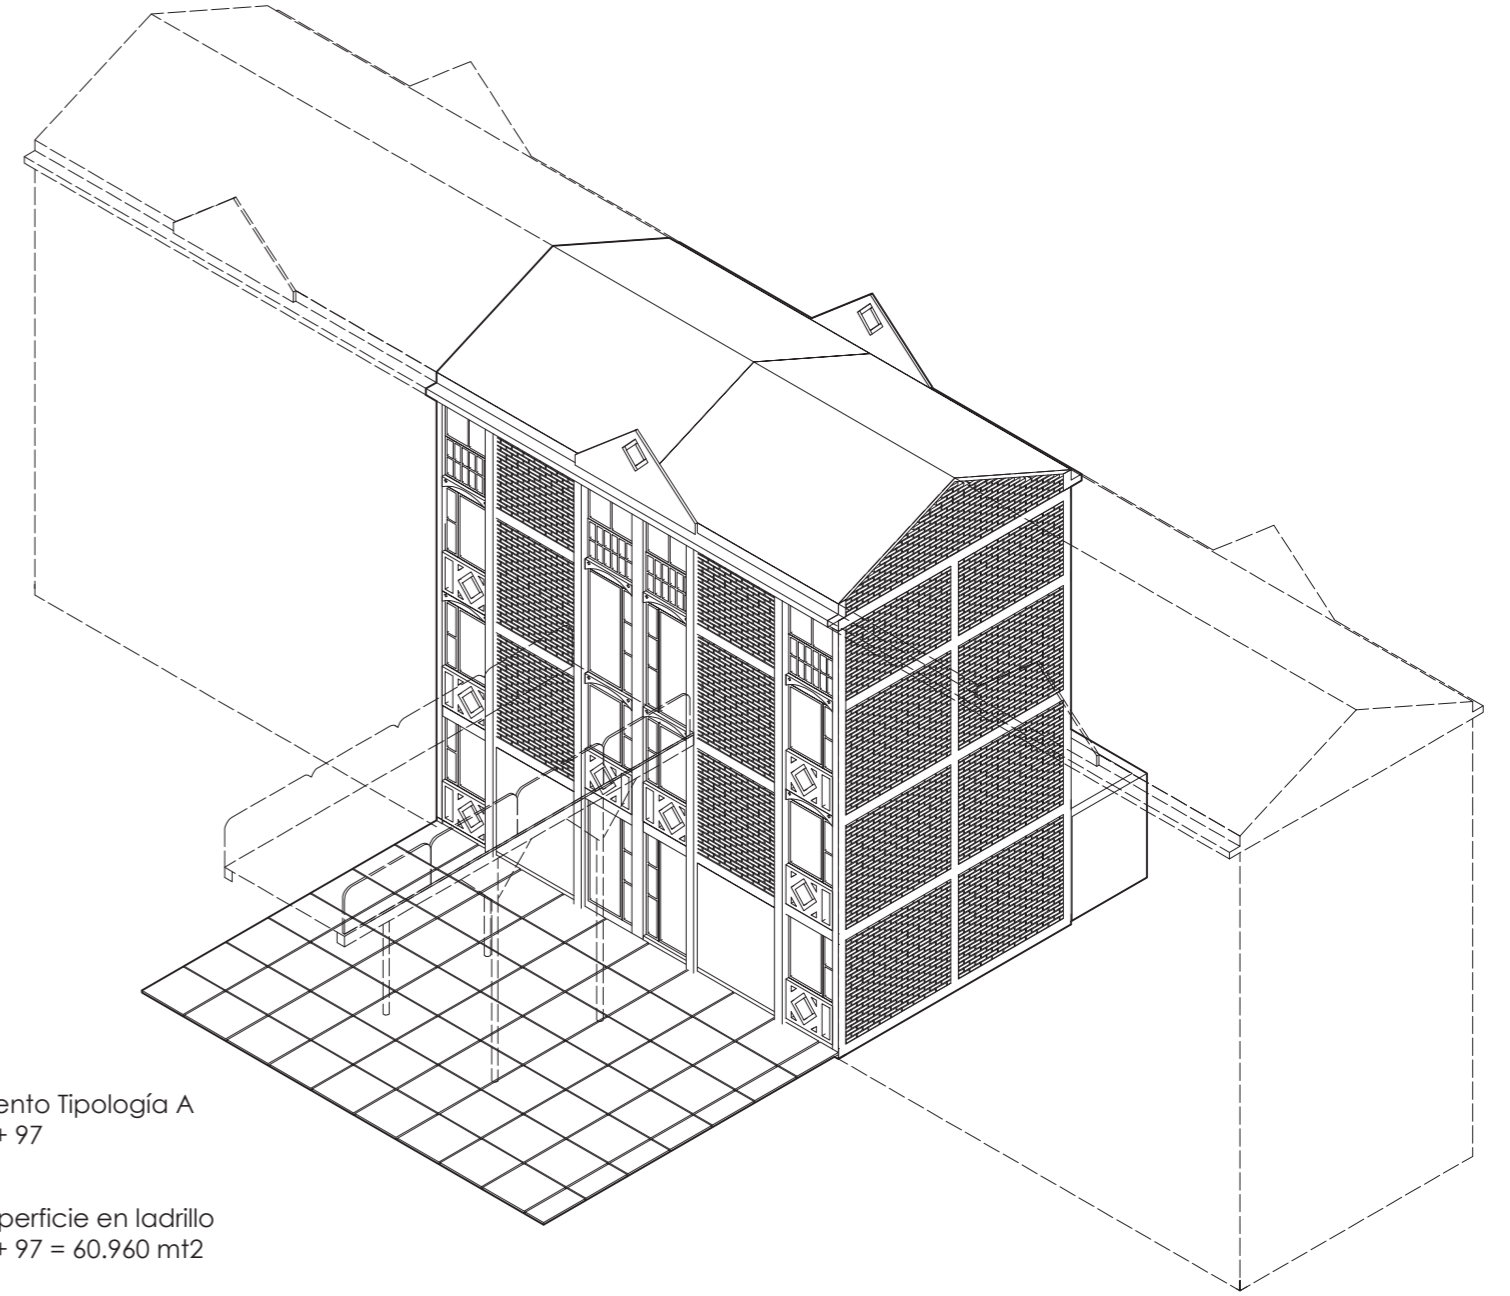 ento Tipología A
+ 97
perficie en ladrillo
+ 97 = 60.960 mt2